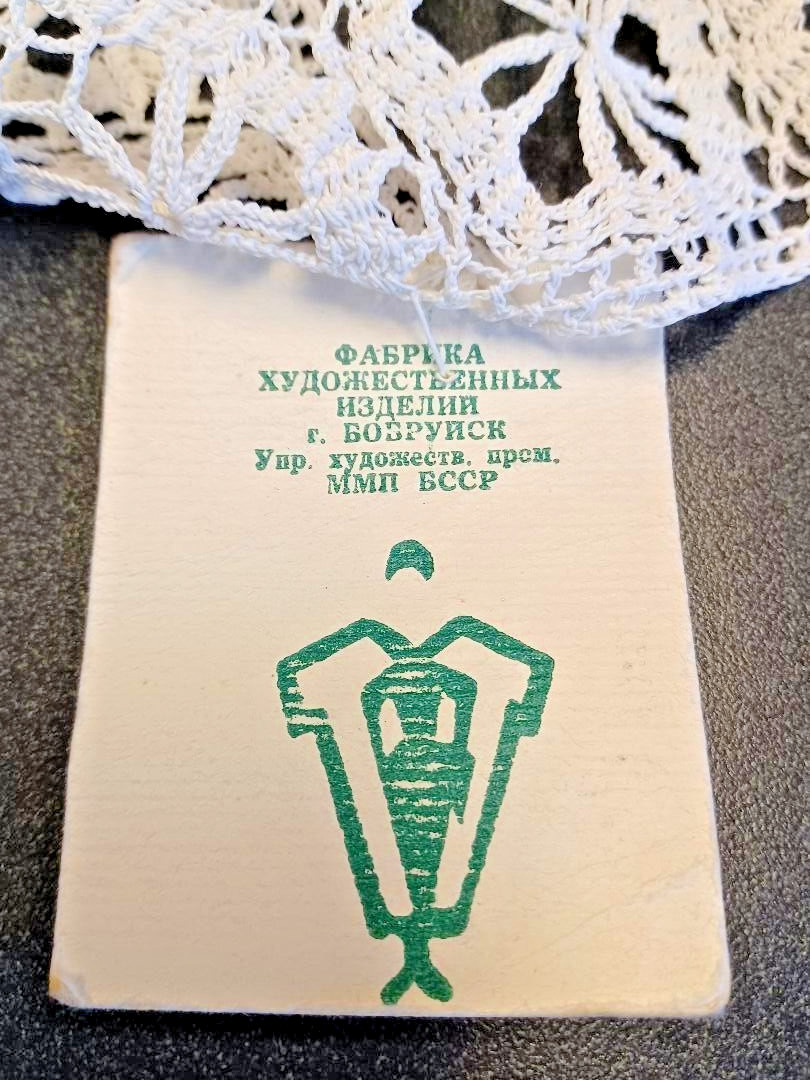 ФАБРИКА
ХУДОЖЕСТВЕННЫХ
ИЗДЕЛИЙ
г. БОБРУЙСК
Упр. художеств. пром.
ММП БССР